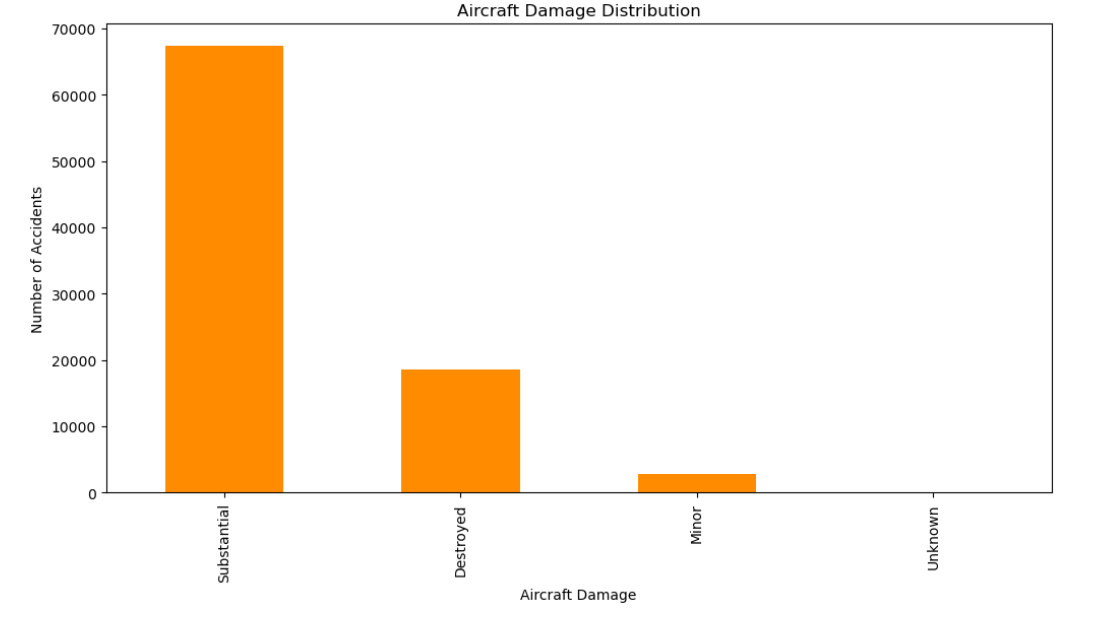 Aircraft Damage Distribution
70000
60000
50000
40000
30000
20000
10000
0
Number of Accidents
Substantial
Destroyed
Minor
Unknown
Aircraft Damage